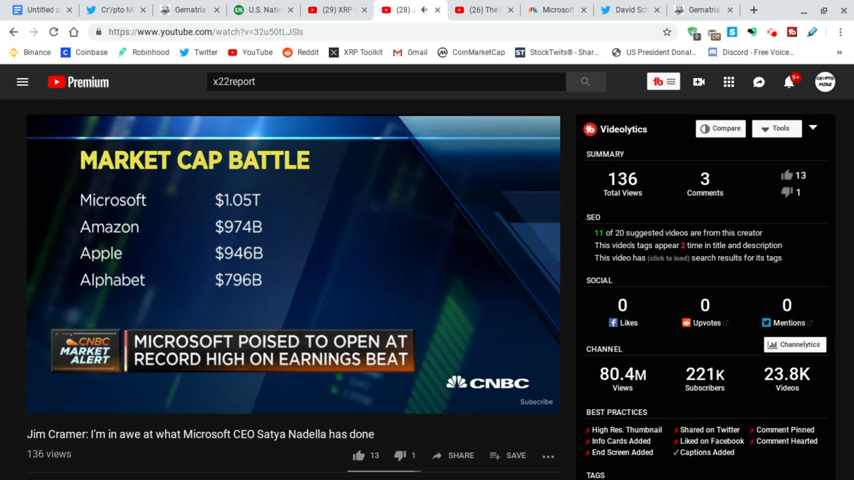 Untitled d
Cr/pto M
Gematria
U.S. Natio
(29) XRP
(28) J
(26) The F
Microsoft
David Sch
Gematria
https://www.youtube.com/watch?v=32u50tLJSIs
Binance
Coinbase
Robinhood
Twitter
YouTube
Reddit
XRP Toolkit
Gmail
CoinMarketCap
StockTwits® - Shar...
US President Donal...
Discord - Free Voice...
Premium
x22report
9+
MARKET CAP BATTLE
Microsoft $1.05T
Amazon $974B
Apple $946B
Alphabet $796B
CNBC
MARKET
ALERT
MICROSOFT POISED TO OPEN AT
RECORD HIGH ON EARNINGS BEAT
CNBC
Subscribe
Jim Cramer: I'm in awe at what Microsoft CEO Satya Nadella has done
136 views
13
1
SHARE
SAVE
Videolytics
Compare
Tools
SUMMARY
136
Total Views
3
Comments
13
1
SEO
11 of 20 suggested videos are from this creator
This video's tags appear 2 time in title and description
This video has (click to load) search results for its tags
SOCIAL
0 0 0
Likes Upvotes Mentions
CHANNEL
Channelytics
80.4M 221K 23.8K
Views Subscribers Videos
BEST PRACTICES
✗ High Res. Thumbnail ✗ Shared on Twitter ✗ Comment Pinned
✗ Info Cards Added ✗ Liked on Facebook ✗ Comment Hearted
✗ End Screen Added ✓ Captions Added
TAGS